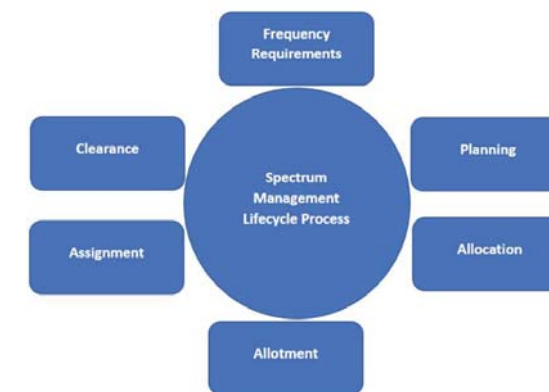 Frequency
Requirements
Clearance
Planning
Spectrum
Management
Lifecycle Process
Assignment
Allocation
Allotment